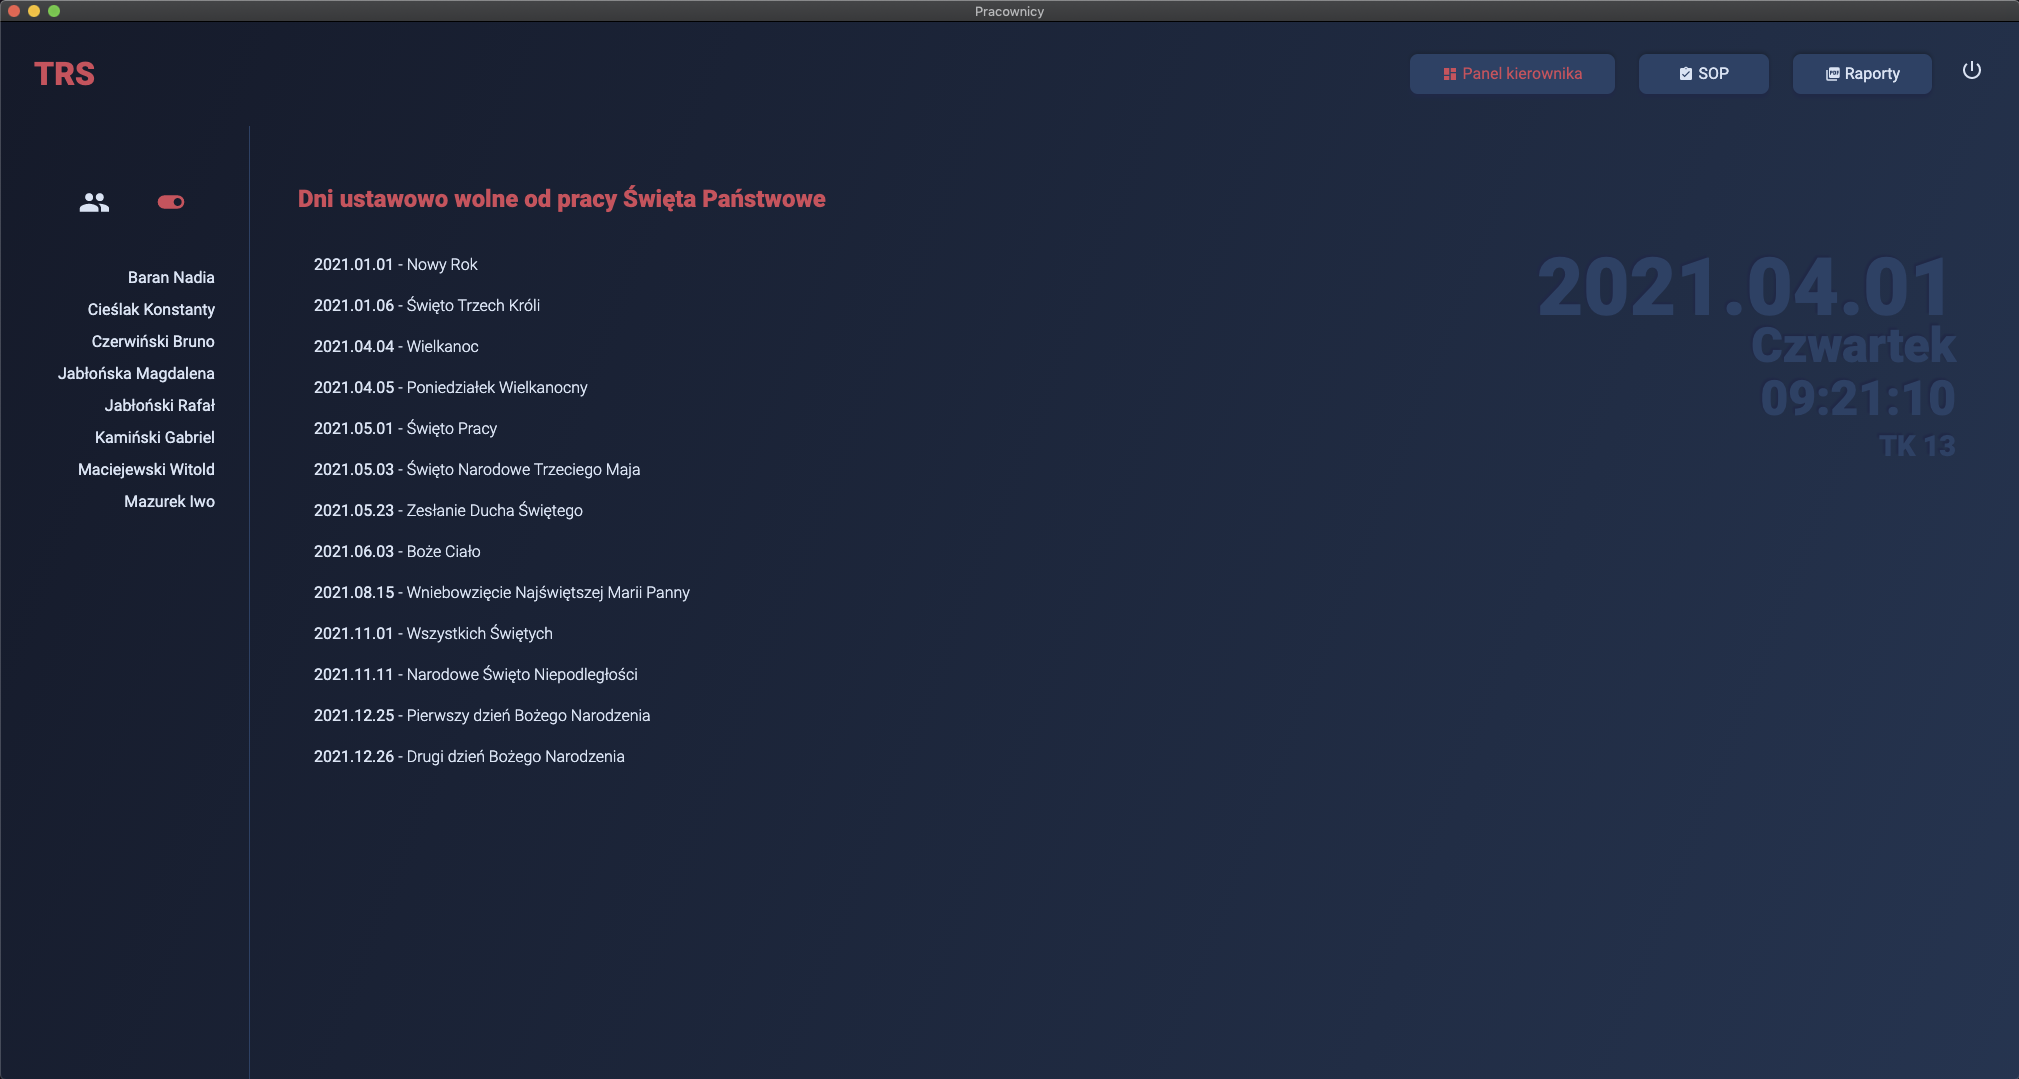 Pracownicy
TRS
Panel kierownika
SOP
Raporty
Baran Nadia
Cieślak Konstanty
Czerwiński Bruno
Jabłońska Magdalena
Jabłoński Rafał
Kamiński Gabriel
Maciejewski Witold
Mazurek Iwo
Dni ustawowo wolne od pracy Święta Państwowe
2021.01.01 - Nowy Rok
2021.01.06 - Święto Trzech Króli
2021.04.04 - Wielkanoc
2021.04.05 - Poniedziałek Wielkanocny
2021.05.01 - Święto Pracy
2021.05.03 - Święto Narodowe Trzeciego Maja
2021.05.23 - Zesłanie Ducha Świętego
2021.06.03 - Boże Ciało
2021.08.15 - Wniebowzięcie Najświętszej Marii Panny
2021.11.01 - Wszystkich Świętych
2021.11.11 - Narodowe Święto Niepodległości
2021.12.25 - Pierwszy dzień Bożego Narodzenia
2021.12.26 - Drugi dzień Bożego Narodzenia
2021.04.01
Czwartek
09:21:10
TK 13